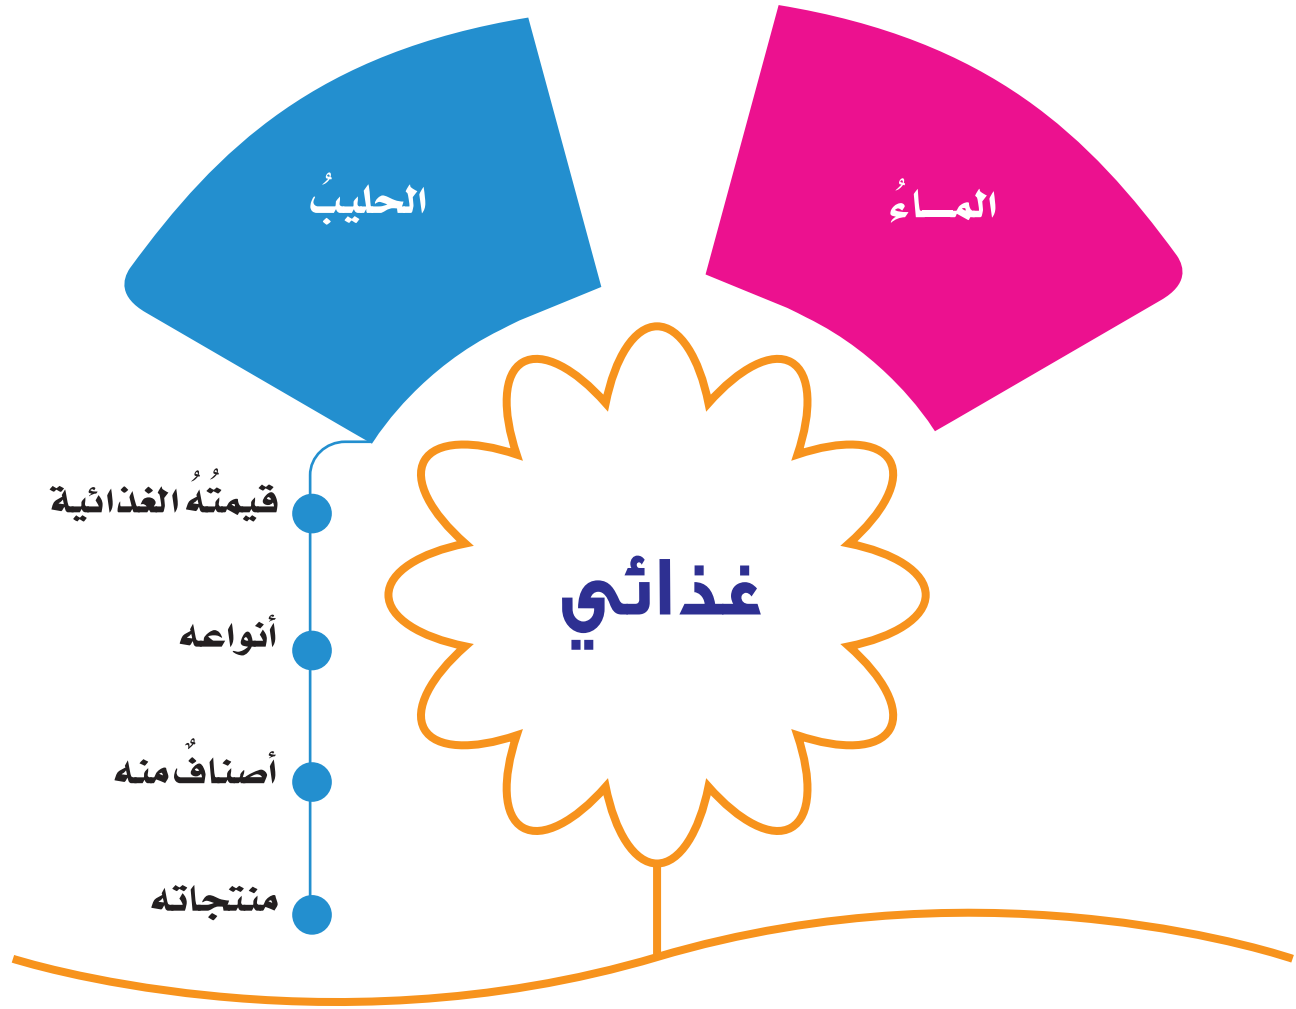 الماءُ
الحليبُ
غذائي
قيمتُهُ الغذائية
أنواعه
أصنافٌ منه
منتجاته